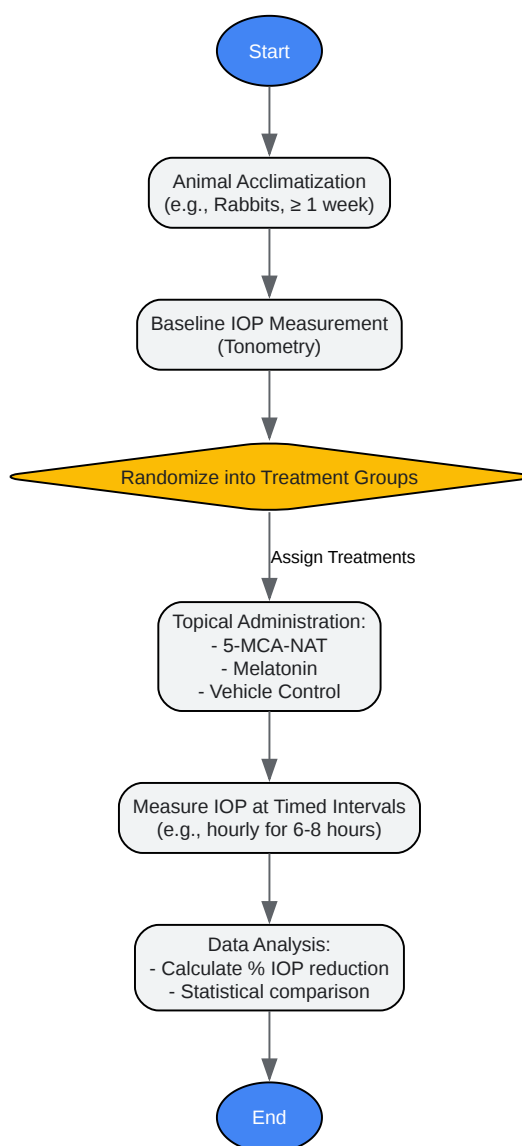 Start
Animal Acclimatization
(e.g., Rabbits, ≥ 1 week)
Baseline IOP Measurement
(Tonometry)
Randomize into Treatment Groups
Assign Treatments
Topical Administration:
- 5-MCA-NAT
- Melatonin
- Vehicle Control
Measure IOP at Timed Intervals
(e.g., hourly for 6-8 hours)
Data Analysis:
- Calculate % IOP reduction
- Statistical comparison
End